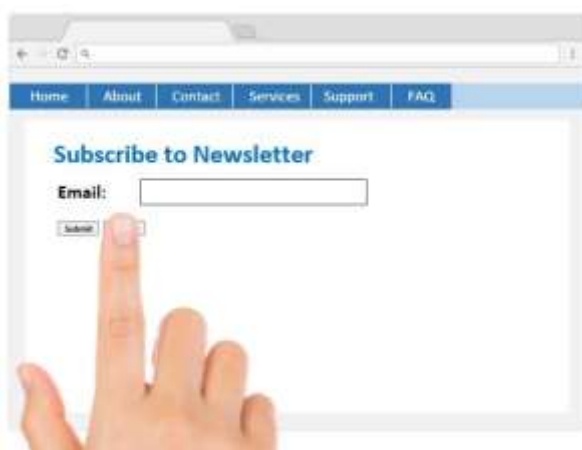 Home About Contact Services Support FAQ
Subscribe to Newsletter
Email:
Submit